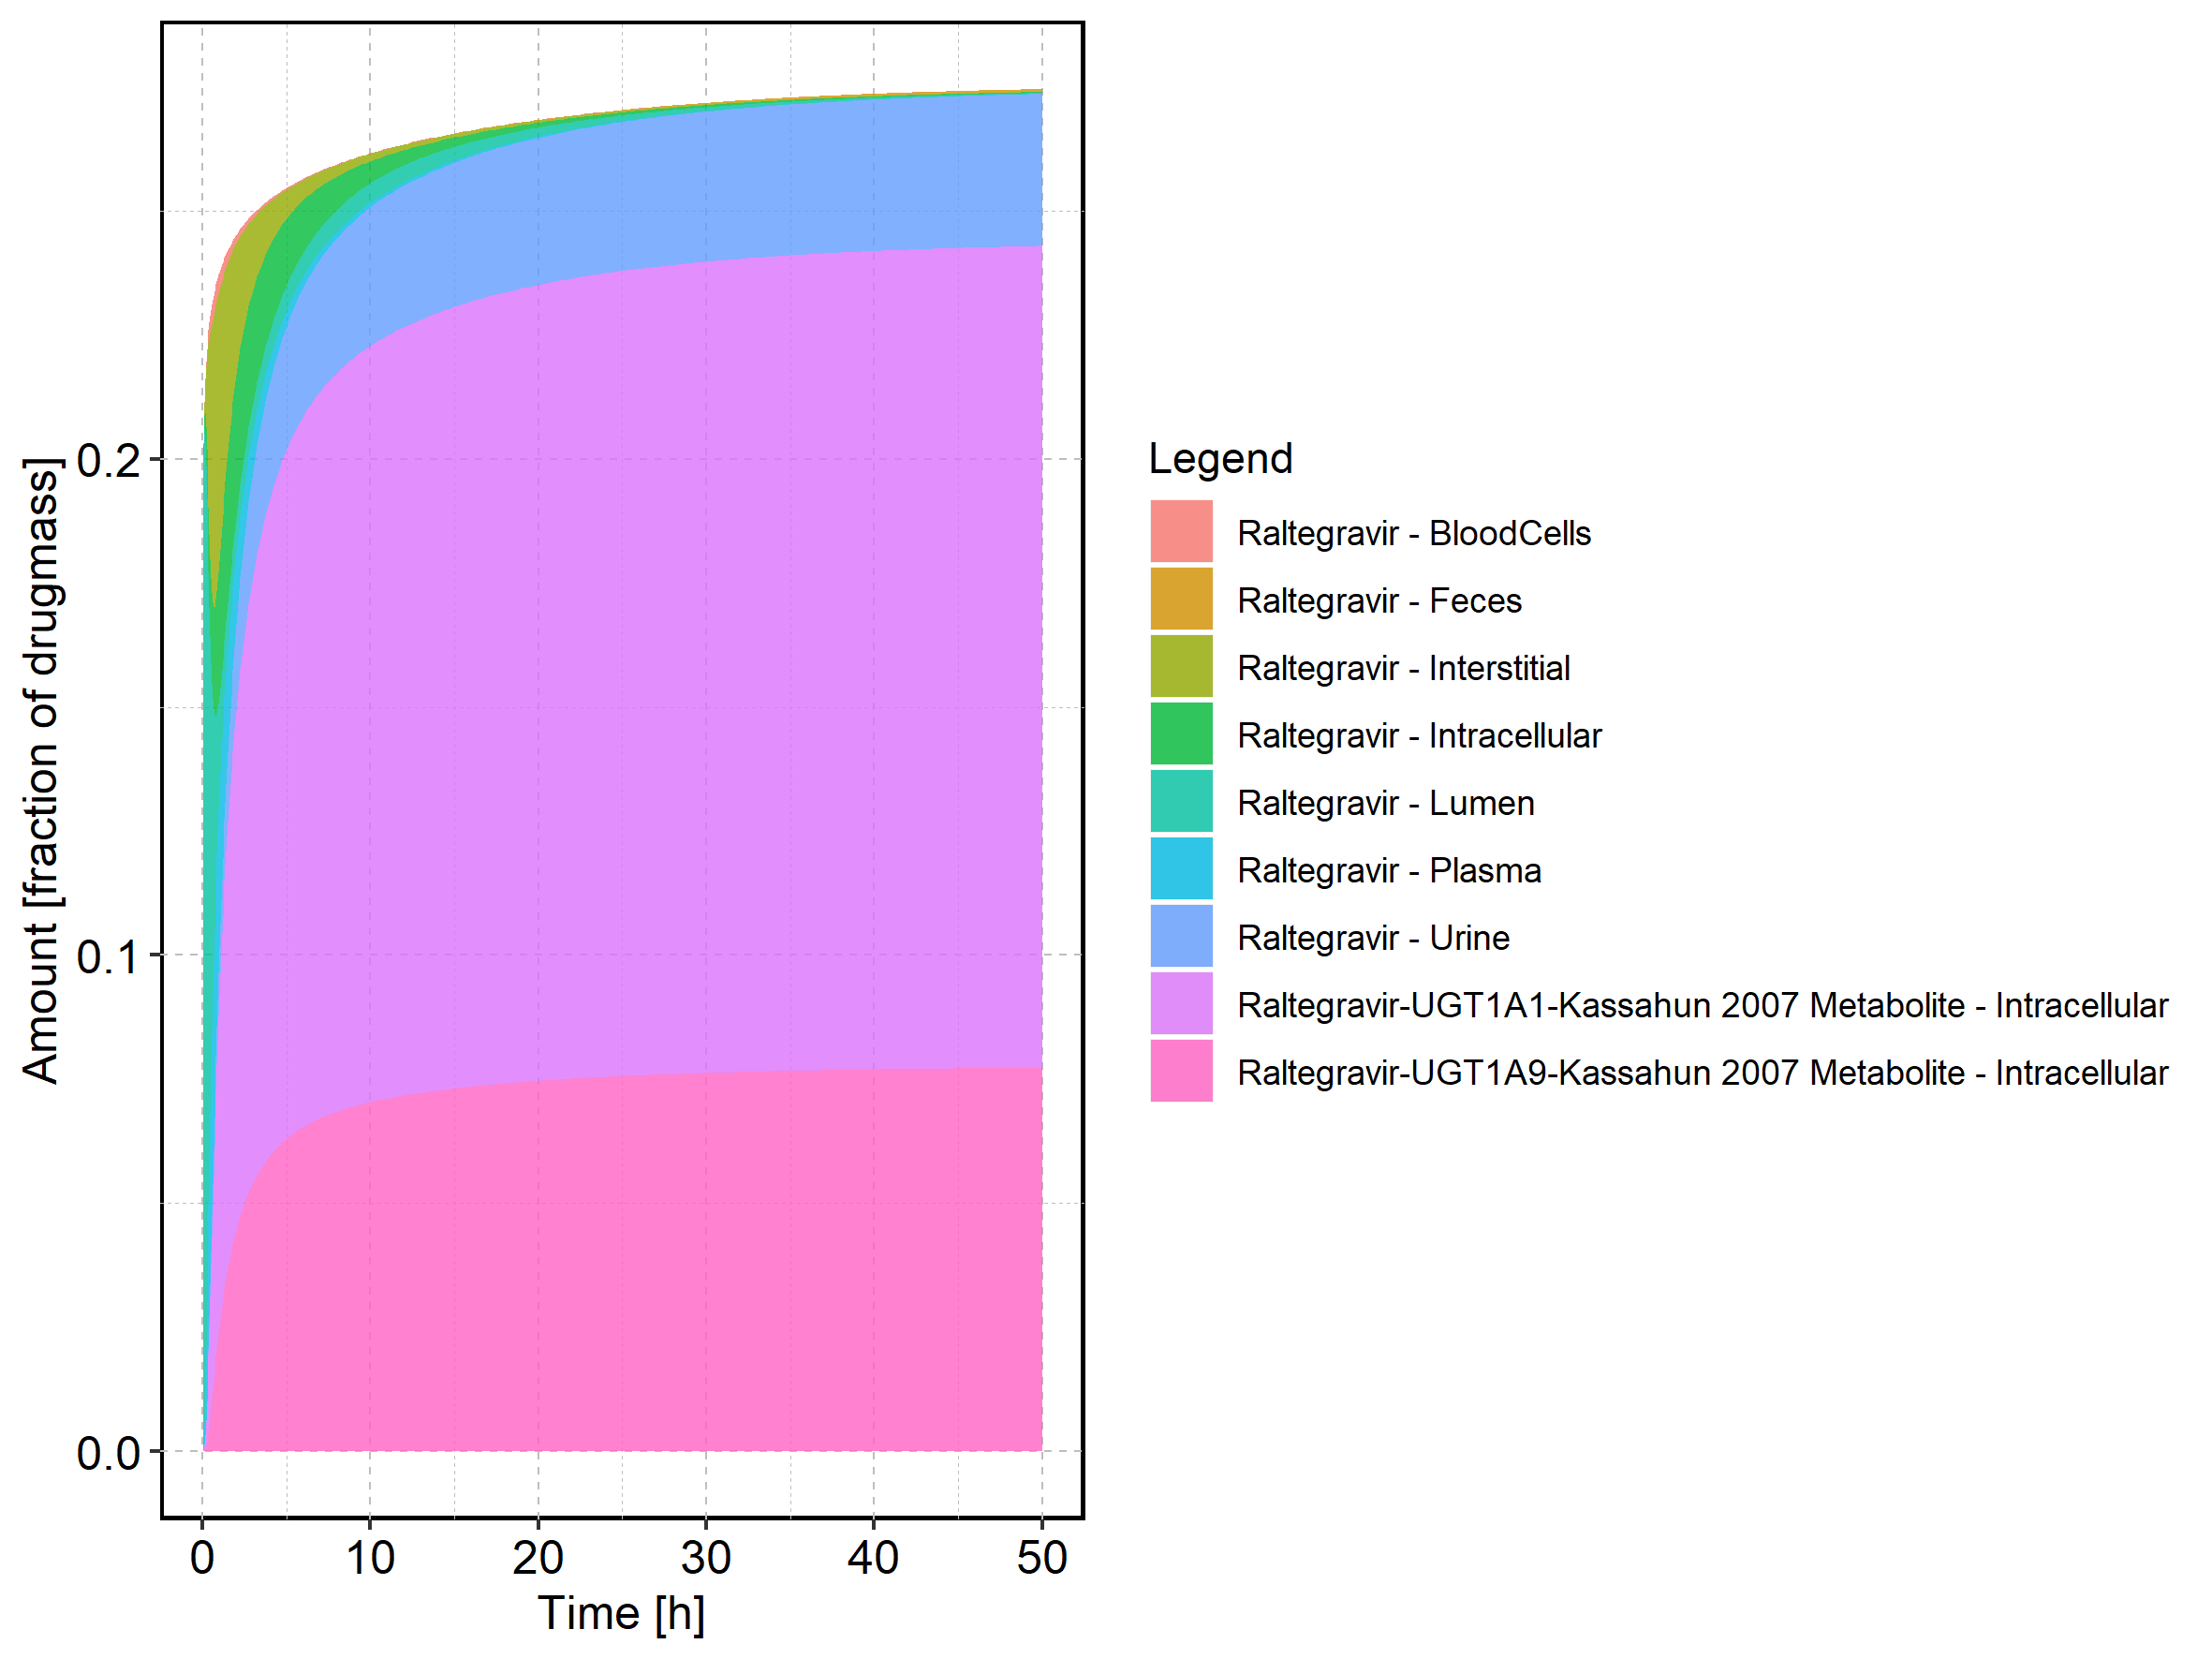 Amount [fraction of drugmass]
0.2
0.1
0.0
0 10 20 30 40 50
Time [h]
Legend
Raltegravir - BloodCells
Raltegravir - Feces
Raltegravir - Interstitial
Raltegravir - Intracellular
Raltegravir - Lumen
Raltegravir - Plasma
Raltegravir - Urine
Raltegravir-UGT1A1-Kassahun 2007 Metabolite - Intracellular
Raltegravir-UGT1A9-Kassahun 2007 Metabolite - Intracellular